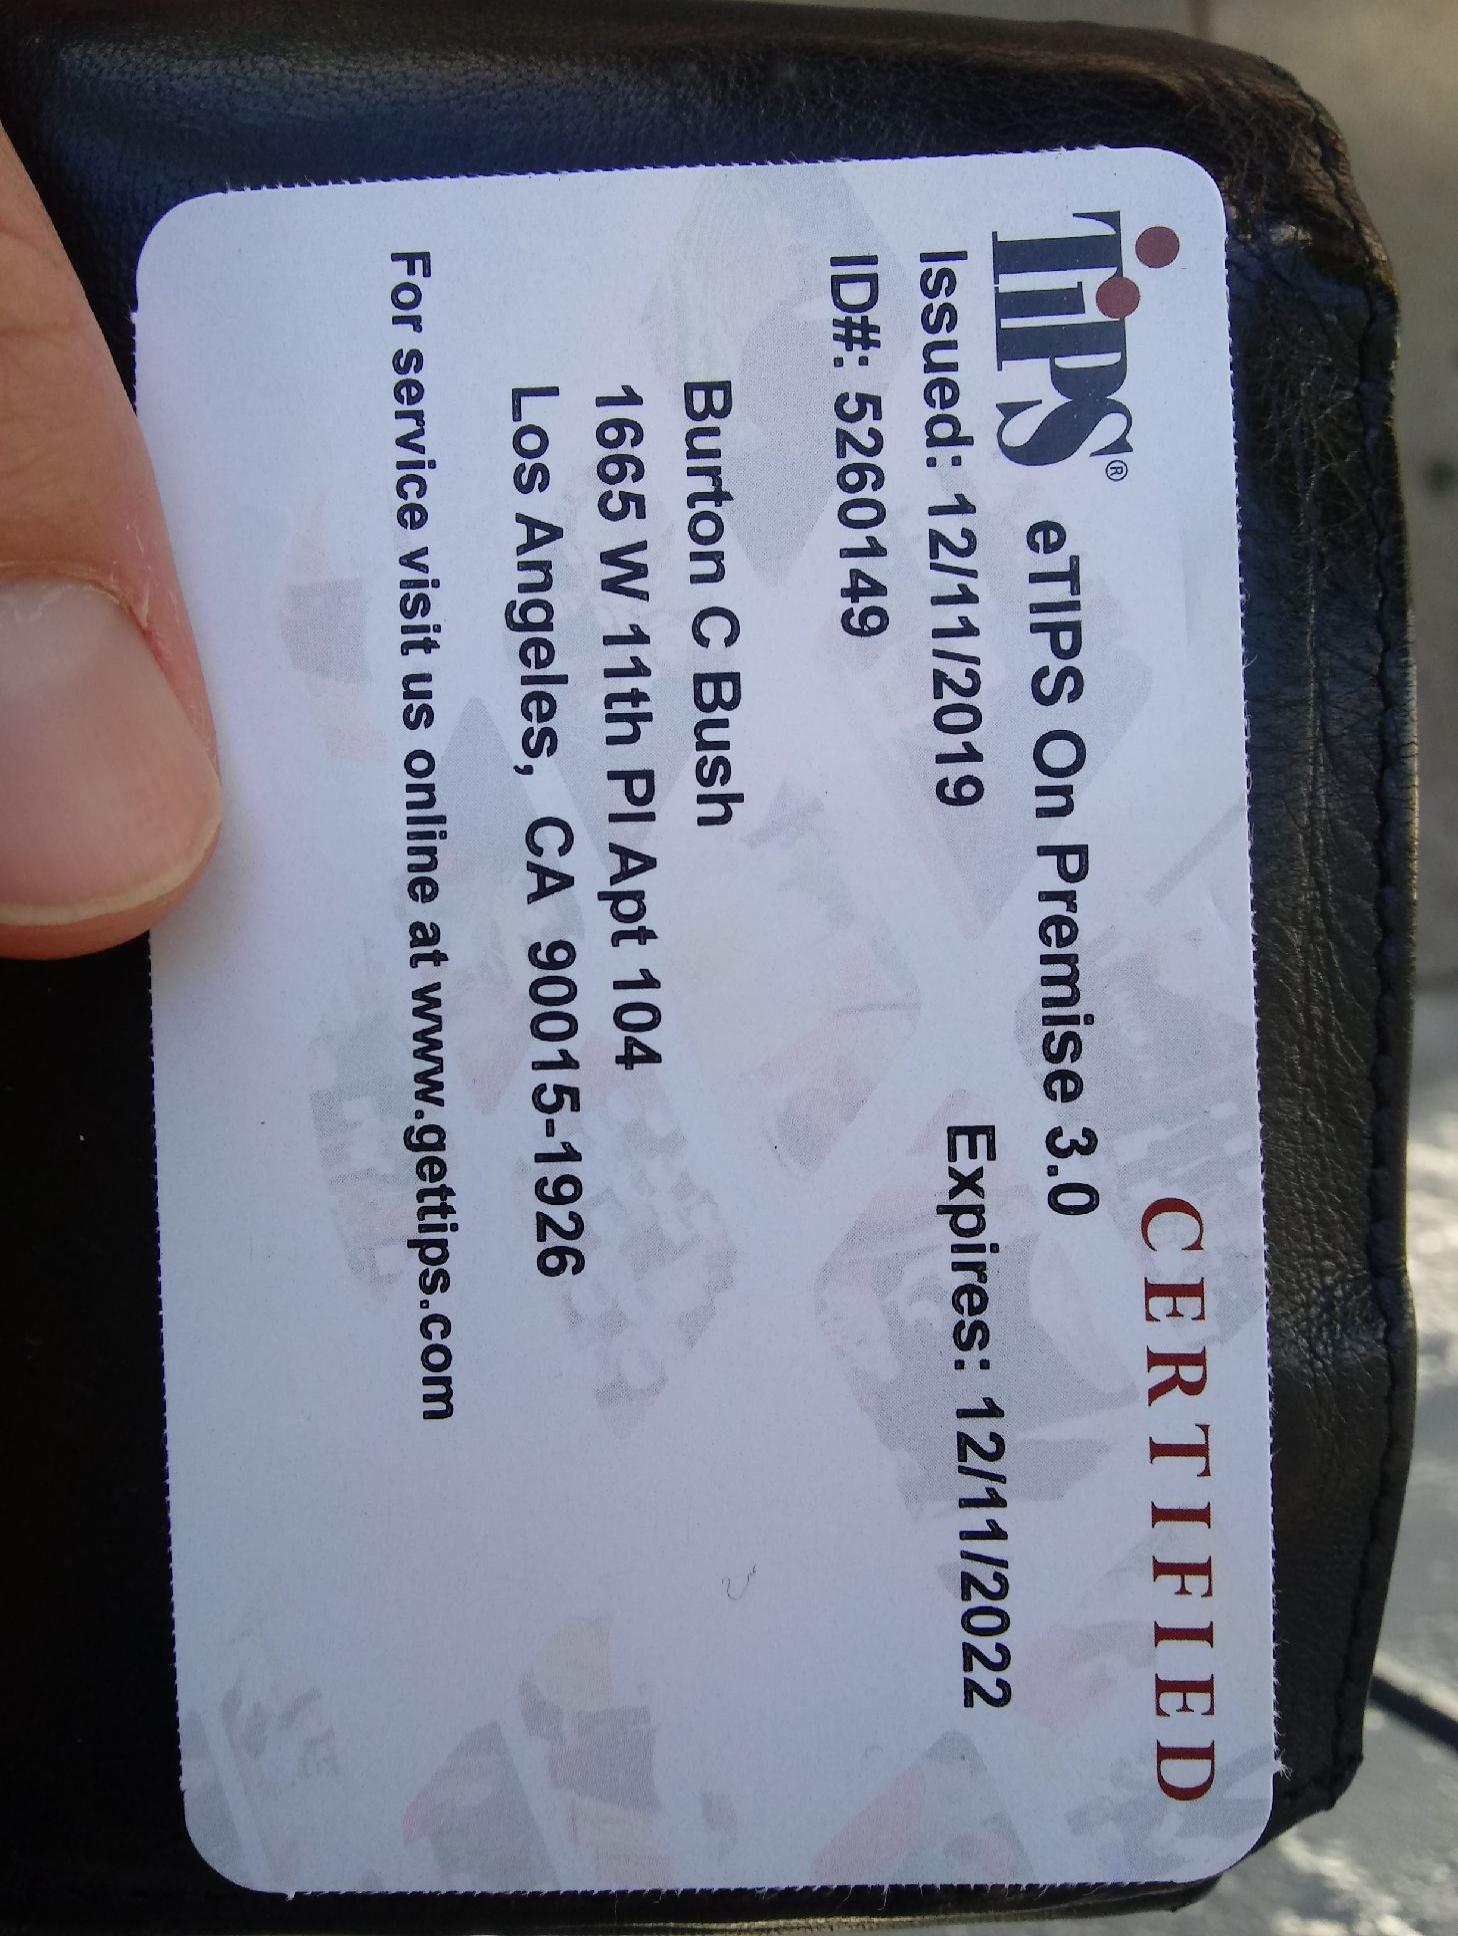 TiPS® CERTIFIED
eTIPS On Premise 3.0
Issued: 12/11/2019 Expires: 12/11/2022
ID#: 5260149
Burton C Bush
1665 W 11th Pl Apt 104
Los Angeles, CA 90015-1926
For service visit us online at www.gettips.com